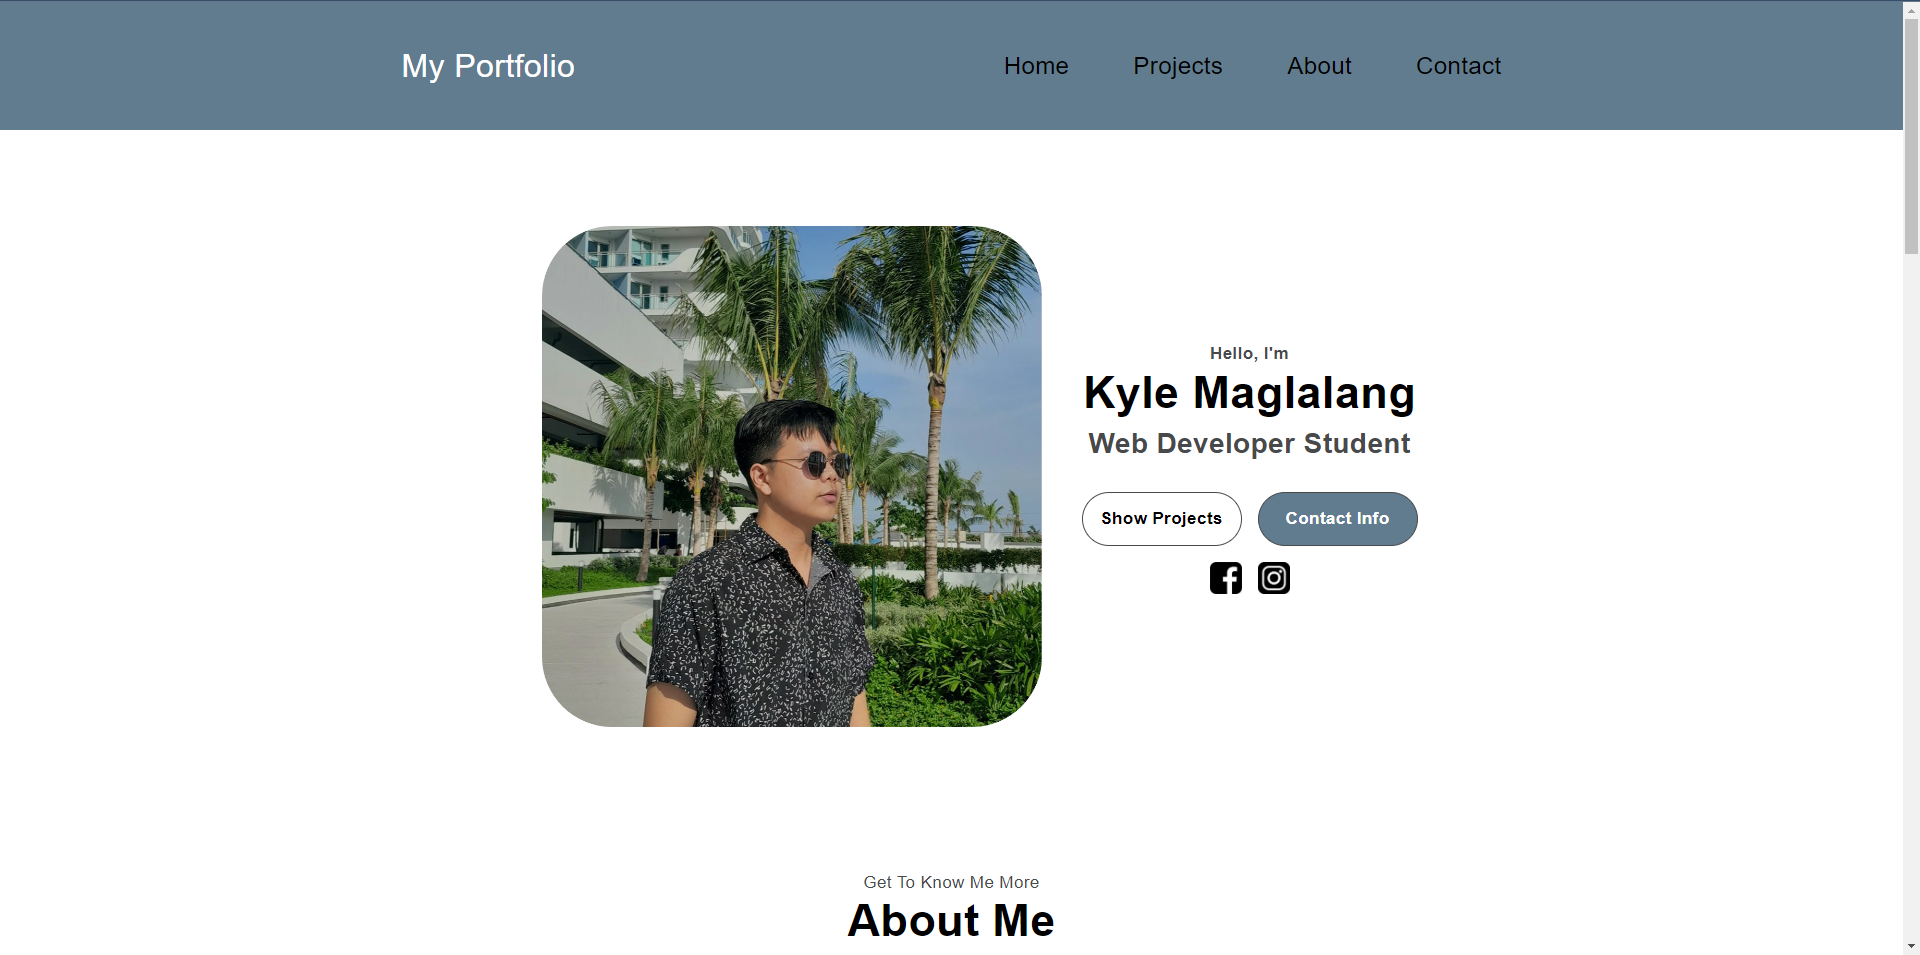 My Portfolio
Home Projects About Contact
Hello, I'm
Kyle Maglalang
Web Developer Student
Show Projects Contact Info
Get To Know Me More
About Me